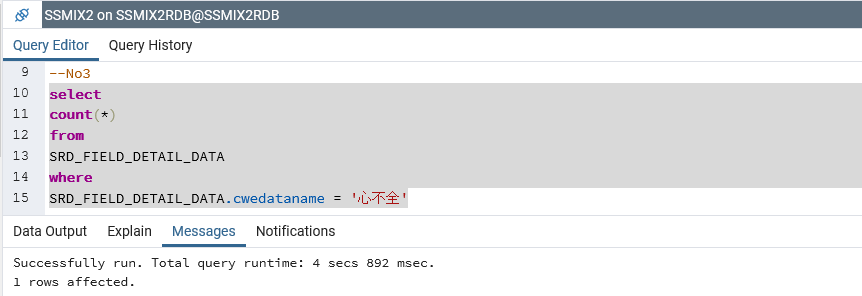 SSMIX2 on SSMIX2RDB@SSMIX2RDB
Query Editor Query History
9 --No3
10 select
11 count(*)
12 from
13 SRD_FIELD_DETAIL_DATA
14 where
15 SRD_FIELD_DETAIL_DATA.cwedataname = '心不全'
Data Output Explain Messages Notifications
Successfully run. Total query runtime: 4 secs 892 msec.
1 rows affected.